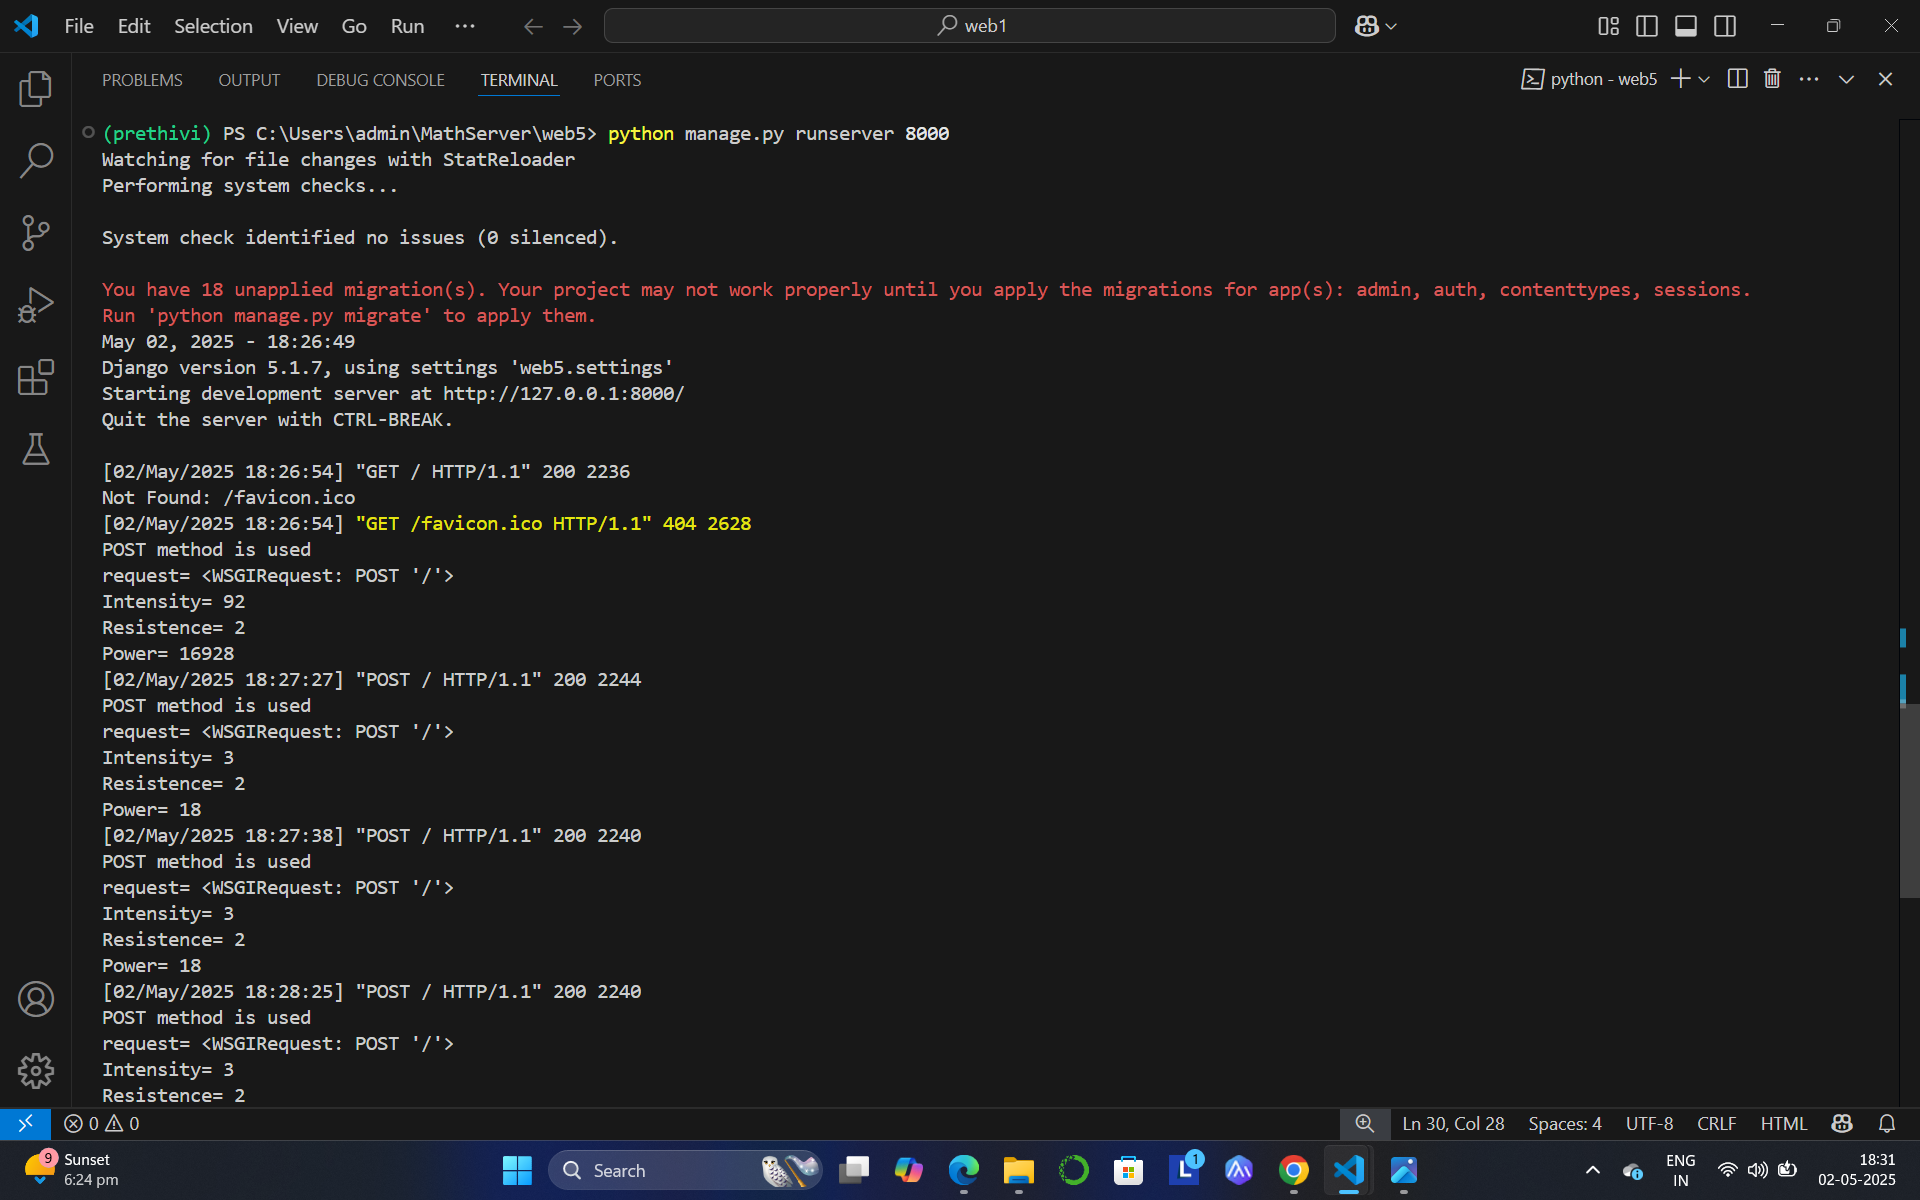 File Edit Selection View Go Run ··· web1
PROBLEMS OUTPUT DEBUG CONSOLE TERMINAL PORTS python - web5
(prethivi) PS C:\Users\admin\MathServer\web5> python manage.py runserver 8000
Watching for file changes with StatReloader
Performing system checks...
System check identified no issues (0 silenced).
You have 18 unapplied migration(s). Your project may not work properly until you apply the migrations for app(s): admin, auth, contenttypes, sessions.
Run 'python manage.py migrate' to apply them.
May 02, 2025 - 18:26:49
Django version 5.1.7, using settings 'web5.settings'
Starting development server at http://127.0.0.1:8000/
Quit the server with CTRL-BREAK.
[02/May/2025 18:26:54] "GET / HTTP/1.1" 200 2236
Not Found: /favicon.ico
[02/May/2025 18:26:54] "GET /favicon.ico HTTP/1.1" 404 2628
POST method is used
request= <WSGIRequest: POST '/'>
Intensity= 92
Resistence= 2
Power= 16928
[02/May/2025 18:27:27] "POST / HTTP/1.1" 200 2244
POST method is used
request= <WSGIRequest: POST '/'>
Intensity= 3
Resistence= 2
Power= 18
[02/May/2025 18:27:38] "POST / HTTP/1.1" 200 2240
POST method is used
request= <WSGIRequest: POST '/'>
Intensity= 3
Resistence= 2
Power= 18
[02/May/2025 18:28:25] "POST / HTTP/1.1" 200 2240
POST method is used
request= <WSGIRequest: POST '/'>
Intensity= 3
Resistence= 2
0 0 Ln 30, Col 28 Spaces: 4 UTF-8 CRLF HTML
9 Sunset
6:24 pm
Search
L 1
ENG
IN
18:31
02-05-2025